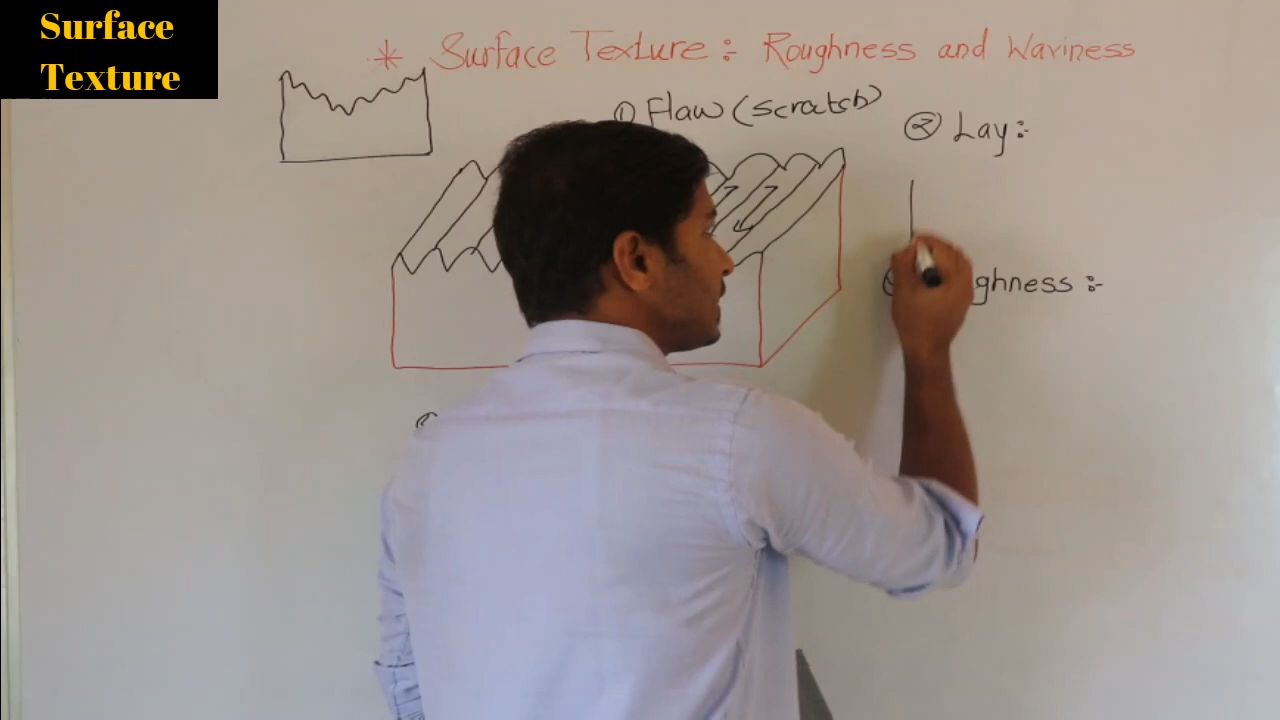 Surface
Texture
* Surface Texture :- Roughness and Waviness
① Flaw (Scratch)
② Lay :-
ghness :-